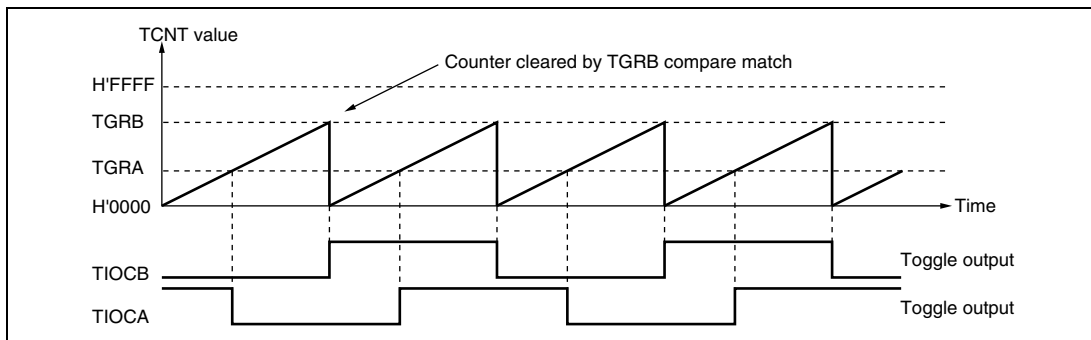 TCNT value
Counter cleared by TGRB compare match
H'FFFF
TGRB
TGRA
H'0000
Time
TIOCB
Toggle output
TIOCA
Toggle output